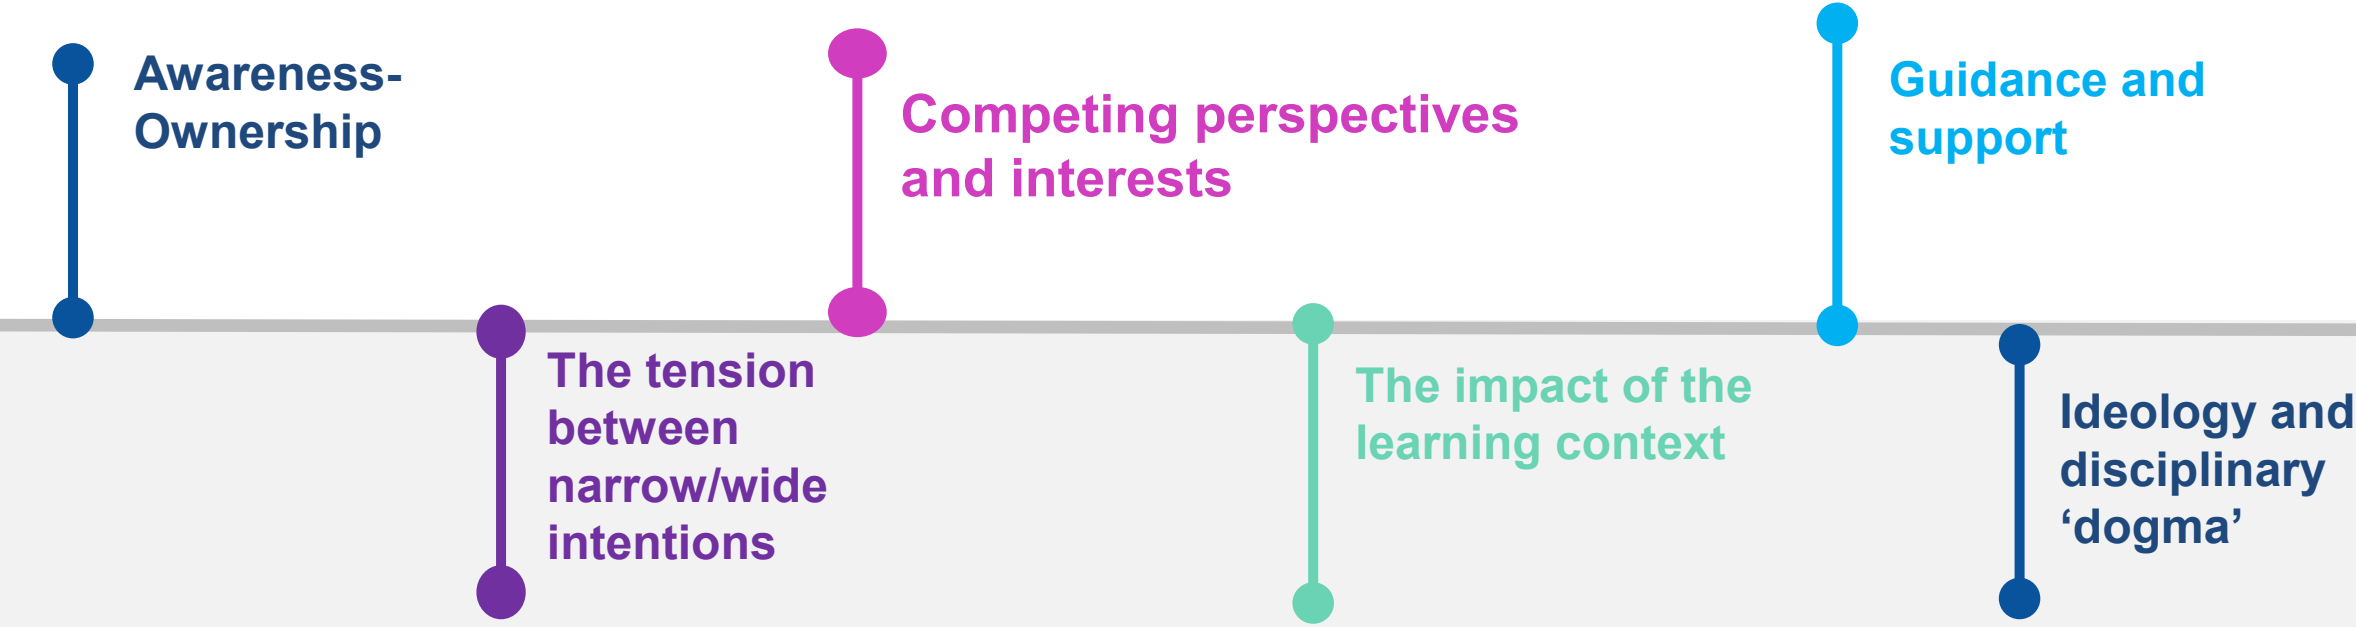 Awareness-
Ownership
The tension
between
narrow/wide
intentions
Competing perspectives
and interests
The impact of the
learning context
Guidance and
support
Ideology and
disciplinary
‘dogma’